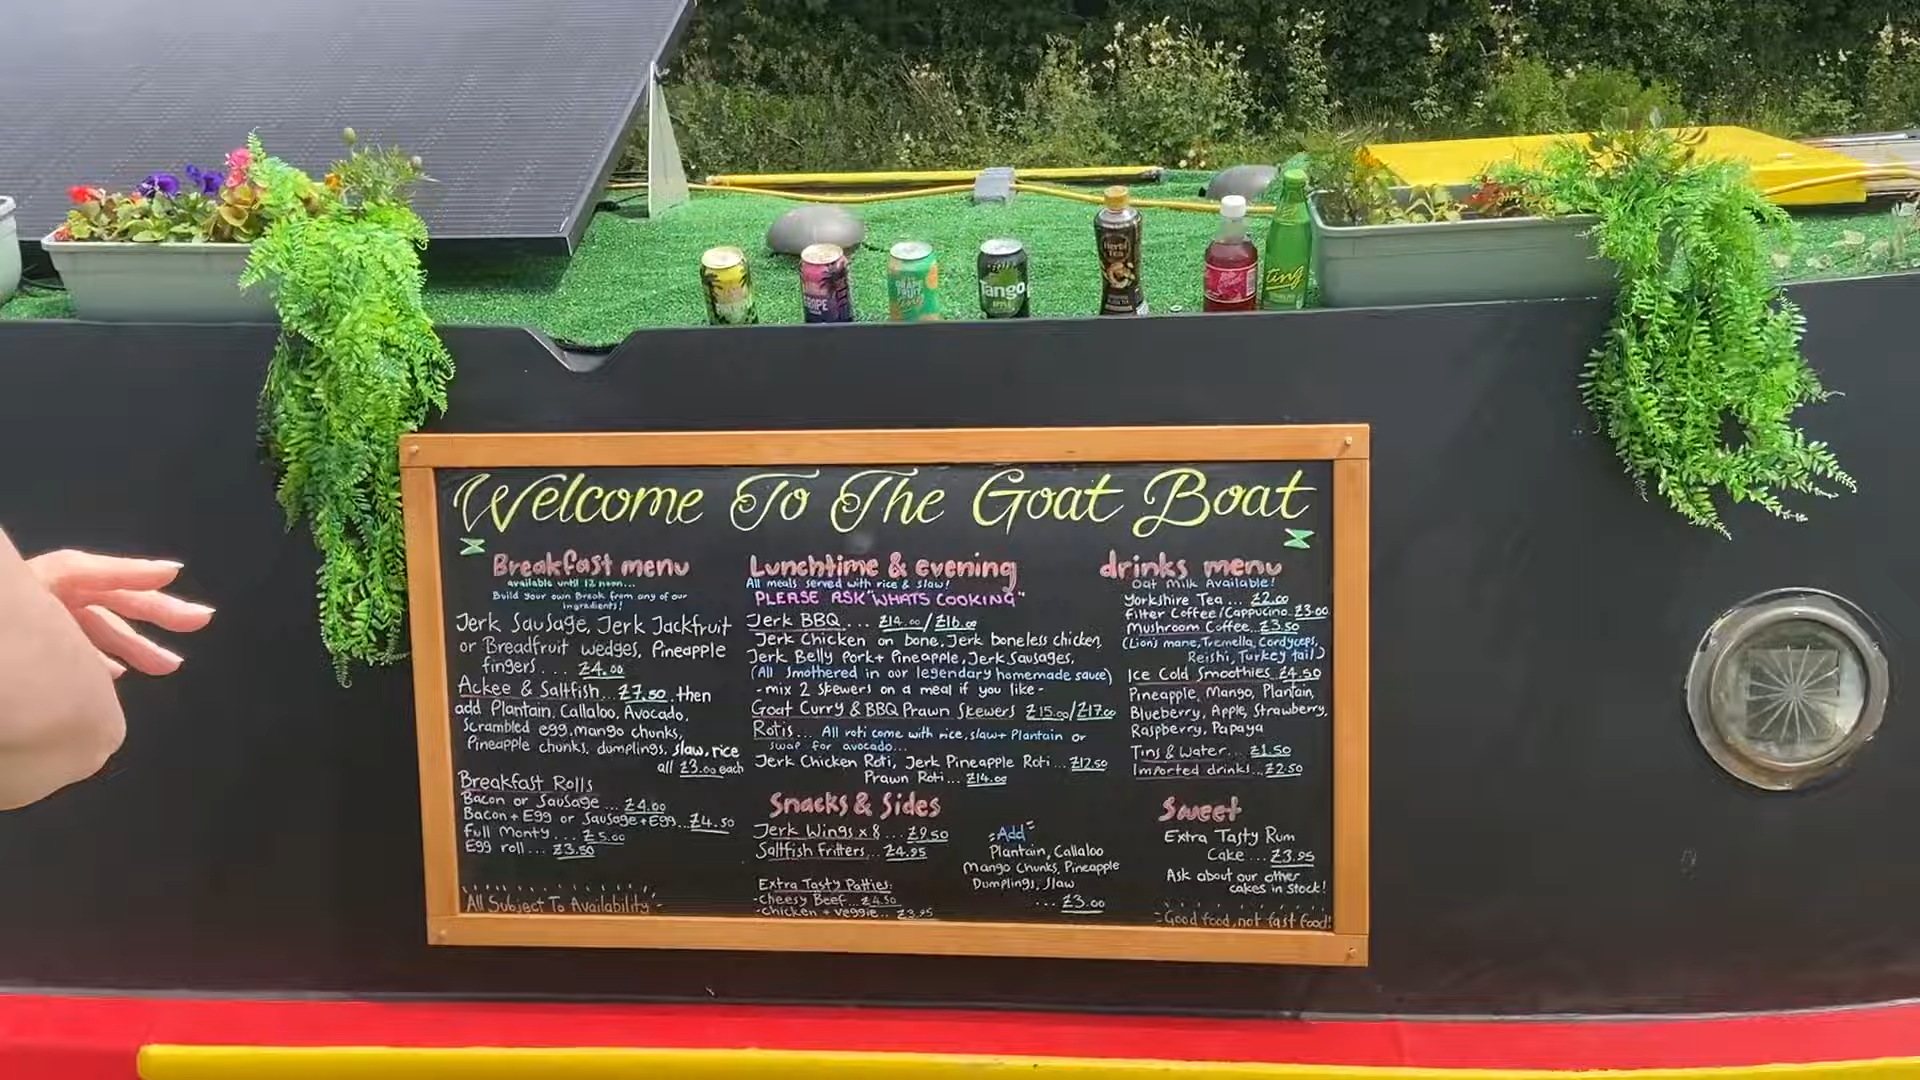 GRAPE
GRAPE
FRUIT
Tango
Herbal
TEA
Ting
Welcome To The Goat Boat
Breakfast menu
available until 12 noon...
Build your own Break from any of our
ingredients!
Jerk Sausage, Jerk Jackfruit
or Breadfruit wedges, Pineapple
fingers... £4.00
Ackee & Saltfish... £7.50. then
add Plantain, Callaloo, Avocado,
Scrambled egg, mango chunks,
Pineapple chunks, dumplings, slaw, rice
all £3.00 each
Breakfast Rolls
Bacon or Sausage... £4.00
Bacon + Egg or Sausage + Egg... £4.50
Full Monty... £5.00
Egg roll... £3.50
All Subject To Availability
Lunchtime & evening
All meals served with rice & slaw!
PLEASE ASK "WHATS COOKING"
Jerk BBQ... £14.00/£16.00
Jerk Chicken on bone, Jerk boneless chicken,
Jerk Belly Pork + Pineapple, Jerk Sausages,
(All Smothered in our legendary homemade sauce)
- mix 2 skewers on a meal if you like -
Goat Curry & BBQ Prawn Skewers £15.00/£17.00
Rotis... All roti come with rice, slaw + Plantain or
swap for avocado...
Jerk Chicken Roti, Jerk Pineapple Roti... £12.50
Prawn Roti... £14.00
Snacks & Sides
Jerk Wings x 8... £9.50
Saltfish Fritters... £4.95
Extra Tasty Patties:
- Cheesy Beef... £4.50
- Chicken + veggie... £3.95
=Add=
Plantain, Callaloo
Mango Chunks, Pineapple
Dumplings, Slaw
... £3.00
drinks menu
Oat Milk Available!
Yorkshire Tea... £2.00
Filter Coffee/Cappucino £3.00
Mushroom Coffee... £3.50
(Lions mane, Tremella, Cordyceps,
Reishi, Turkey tail)
Ice Cold Smoothies £4.50
Pineapple, Mango, Plantain,
Blueberry, Apple, Strawberry,
Raspberry, Papaya
Tins & Water... £1.50
Imported drinks... £2.50
Sweet
Extra Tasty Rum
Cake... £3.95
Ask about our other
cakes in stock!
- Good food, not fast food!